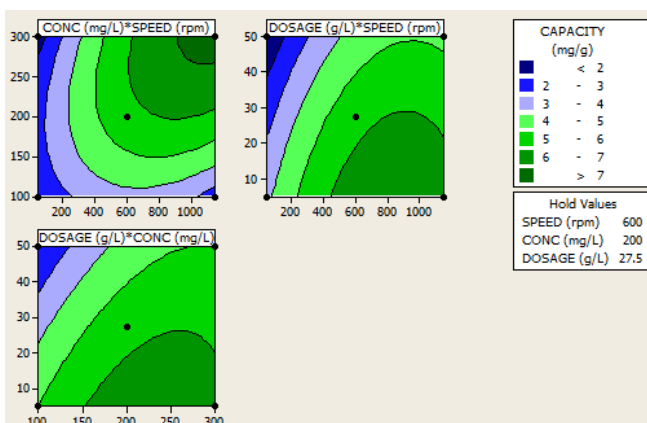 CONC (mg/L)*SPEED (rpm)
300
250
200
150
100
200 400 600 800 1000
DOSAGE (g/L)*SPEED (rpm)
50
40
30
20
10
200 400 600 800 1000
DOSAGE (g/L)*CONC (mg/L)
50
40
30
20
10
100 150 200 250 300
CAPACITY
(mg/g)
< 2
2 - 3
3 - 4
4 - 5
5 - 6
6 - 7
> 7
Hold Values
SPEED (rpm) 600
CONC (mg/L) 200
DOSAGE (g/L) 27.5